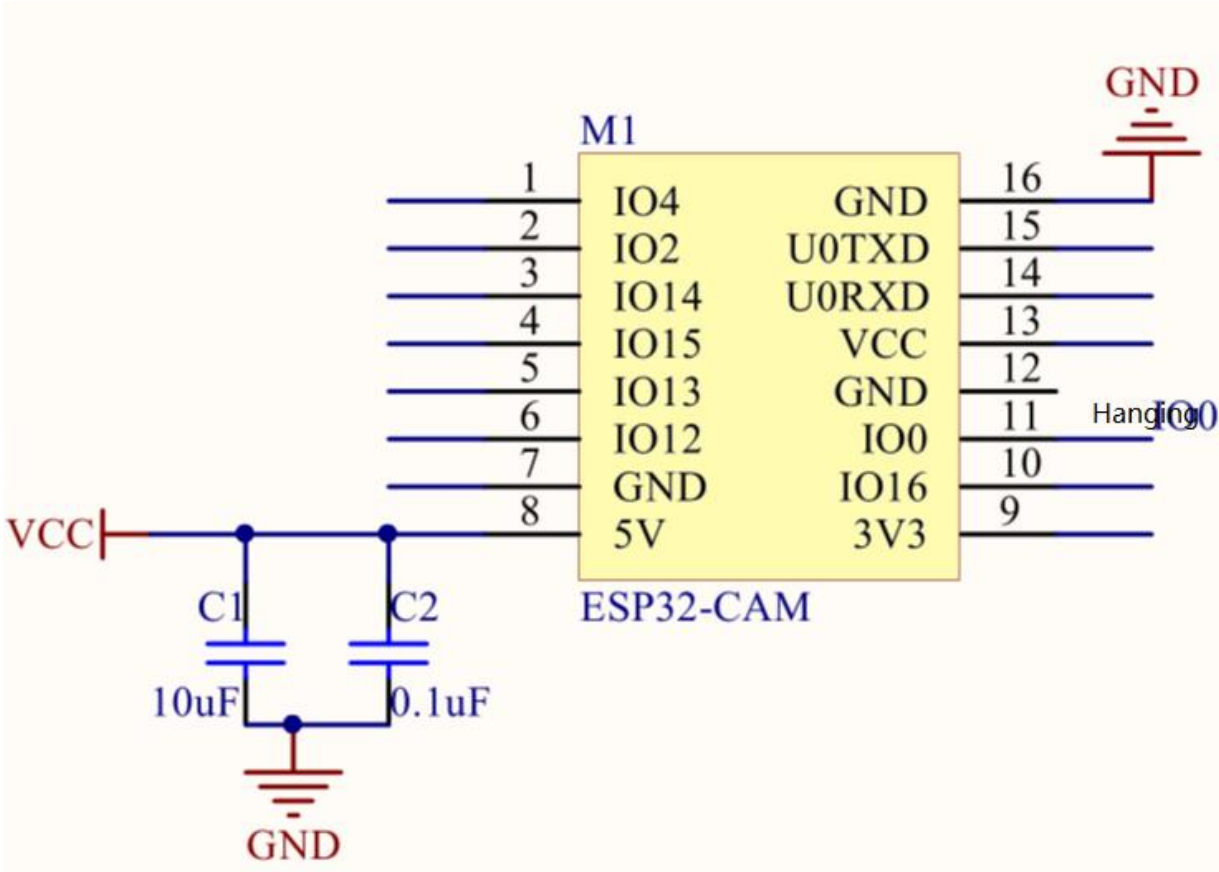 GND
M1
1 IO4 GND 16
2 IO2 U0TXD 15
3 IO14 U0RXD 14
4 IO15 VCC 13
5 IO13 GND 12
6 IO12 IO0 11 Hanging IO0
7 GND IO16 10
VCC 8 5V 3V3 9
C1 C2 ESP32-CAM
10uF 0.1uF
GND